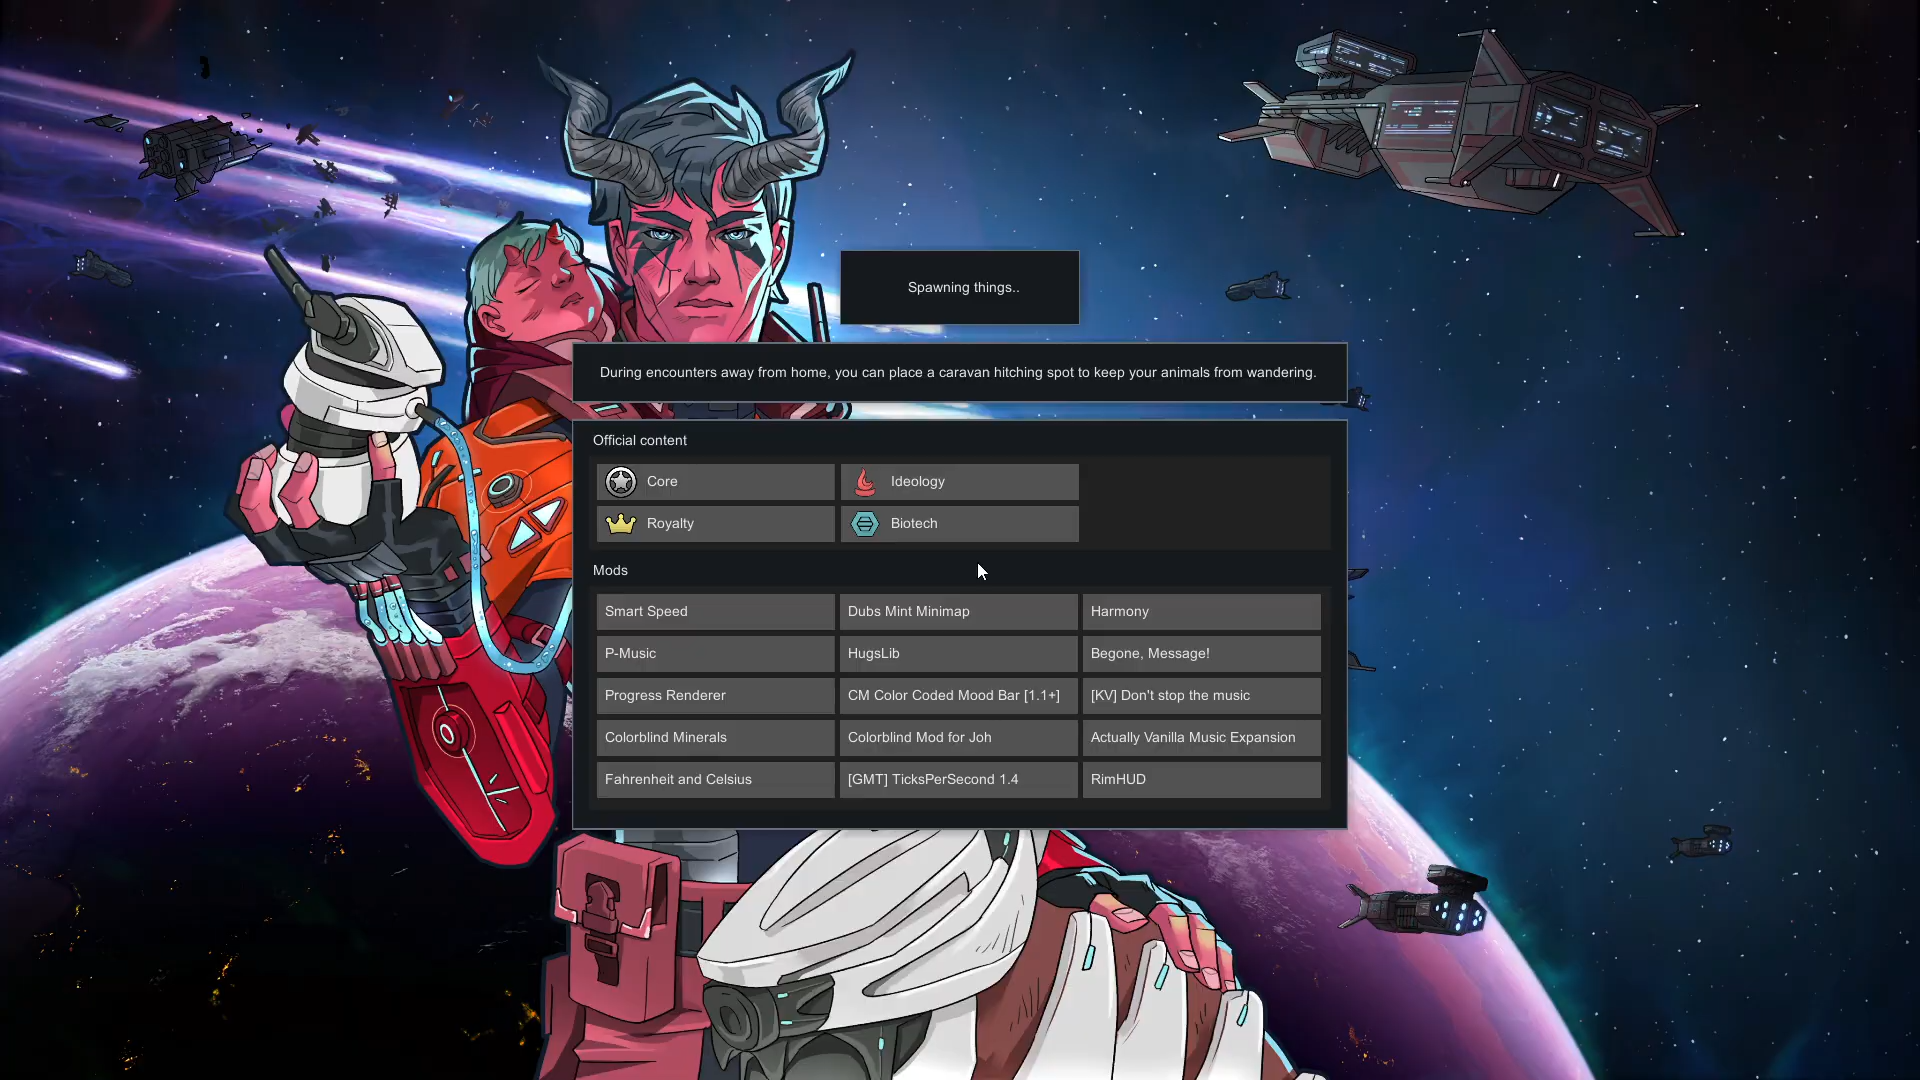 Spawning things..
During encounters away from home, you can place a caravan hitching spot to keep your animals from wandering.
Official content
Core
Ideology
Royalty
Biotech
Mods
Smart Speed
Dubs Mint Minimap
Harmony
P-Music
HugsLib
Begone, Message!
Progress Renderer
CM Color Coded Mood Bar [1.1+]
[KV] Don't stop the music
Colorblind Minerals
Colorblind Mod for Joh
Actually Vanilla Music Expansion
Fahrenheit and Celsius
[GMT] TicksPerSecond 1.4
RimHUD